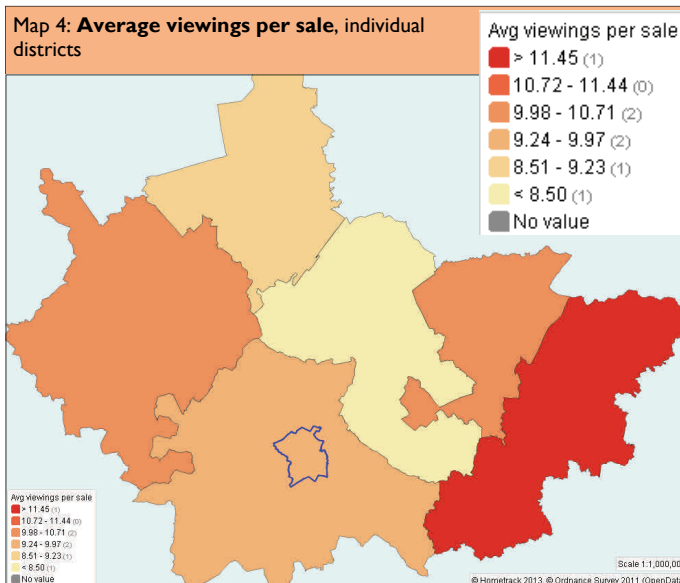 Map 4: Average viewings per sale, individual
districts
Avg viewings per sale
> 11.45 (1)
10.72 - 11.44 (0)
9.98 - 10.71 (2)
9.24 - 9.97 (2)
8.51 - 9.23 (1)
< 8.50 (1)
No value
Avg viewings per sale
> 11.45 (1)
10.72 - 11.44 (0)
9.98 - 10.71 (2)
9.24 - 9.97 (2)
8.51 - 9.23 (1)
< 8.50 (1)
No value
Scale 1:1,000,00
© Hometrack 2013, © Ordnance Survey 2011 (OpenDat